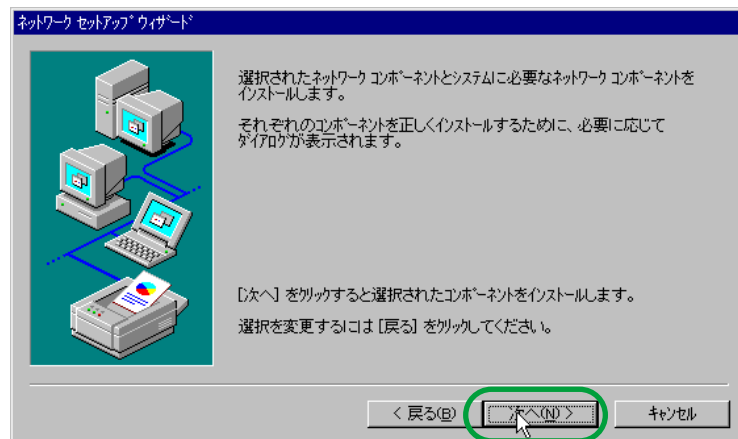 ネットワーク セットアップ ウィザード
選択されたネットワーク コンポーネントとシステムに必要なネットワーク コンポーネントを
インストールします。
それぞれのコンポーネントを正しくインストールするために、必要に応じて
ダイアログが表示されます。
[次へ] をクリックすると選択されたコンポーネントをインストールします。
選択を変更するには [戻る] をクリックしてください。
< 戻る(B)
次へ(N) >
キャンセル